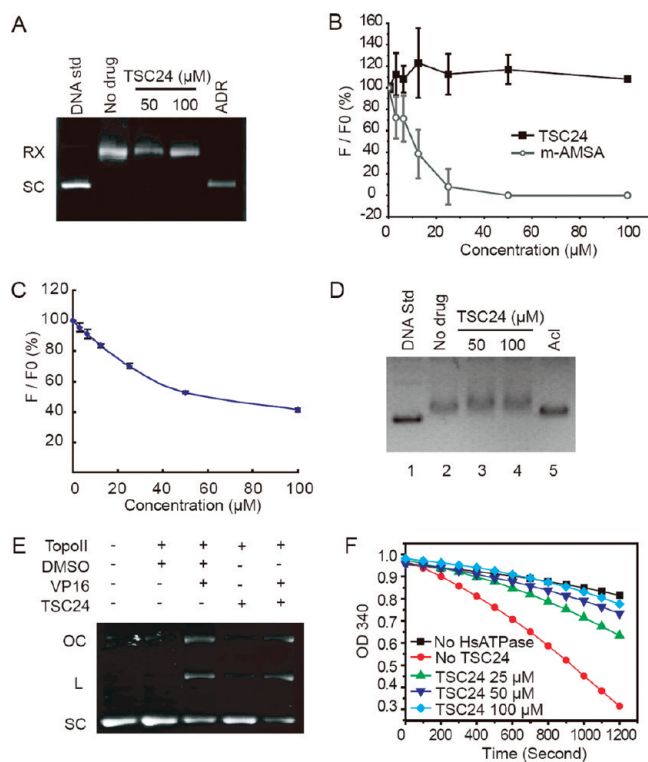 A
DNA std
No drug
TSC24 (µM)
50 100
ADR
RX
SC
B
F / F0 (%)
160
140
120
100
80
60
40
20
0
-20
TSC24
m-AMSA
20 40 60 80 100
Concentration (µM)
C
F / F0 (%)
120
100
80
60
40
20
0 20 40 60 80 100
Concentration (µM)
D
DNA Std
No drug
TSC24 (µM)
50 100
Acl
1 2 3 4 5
E
TopoII - + + + +
DMSO - + + - -
VP16 - - + - +
TSC24 - - - + +
OC
L
SC
F
OD 340
1.0
0.9
0.8
0.7
0.6
0.5
0.4
0.3
No HsATPase
No TSC24
TSC24 25 µM
TSC24 50 µM
TSC24 100 µM
0 200 400 600 800 1000 1200
Time (Second)